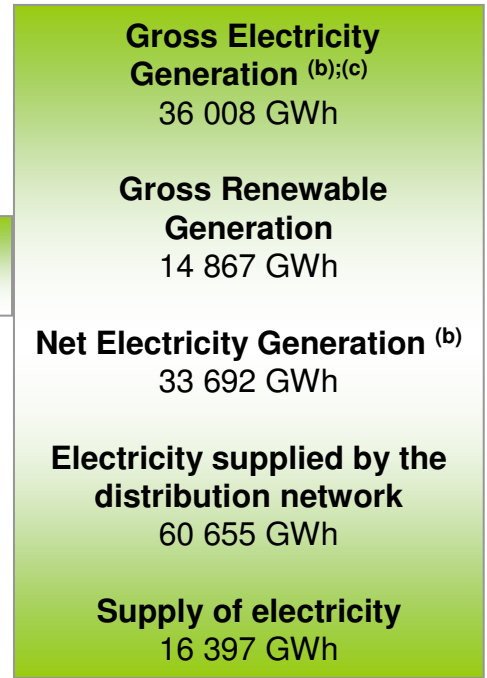 Gross Electricity
Generation (b);(c)
36 008 GWh
Gross Renewable
Generation
14 867 GWh
Net Electricity Generation (b)
33 692 GWh
Electricity supplied by the
distribution network
60 655 GWh
Supply of electricity
16 397 GWh